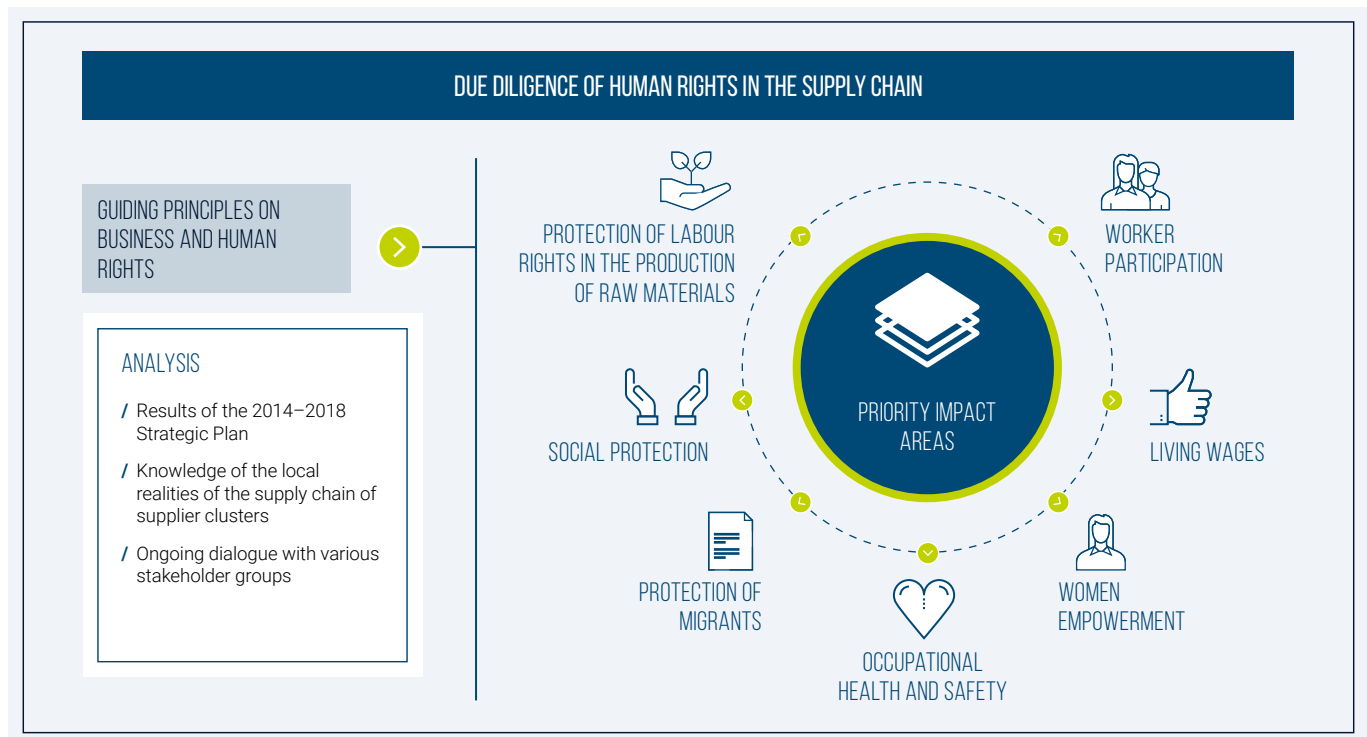 DUE DILIGENCE OF HUMAN RIGHTS IN THE SUPPLY CHAIN
GUIDING PRINCIPLES ON
BUSINESS AND HUMAN
RIGHTS
ANALYSIS
/ Results of the 2014–2018
Strategic Plan
/ Knowledge of the local
realities of the supply chain of
supplier clusters
/ Ongoing dialogue with various
stakeholder groups
PROTECTION OF LABOUR
RIGHTS IN THE PRODUCTION
OF RAW MATERIALS
WORKER
PARTICIPATION
PRIORITY IMPACT
AREAS
SOCIAL PROTECTION
LIVING WAGES
PROTECTION OF
MIGRANTS
WOMEN
EMPOWERMENT
OCCUPATIONAL
HEALTH AND SAFETY